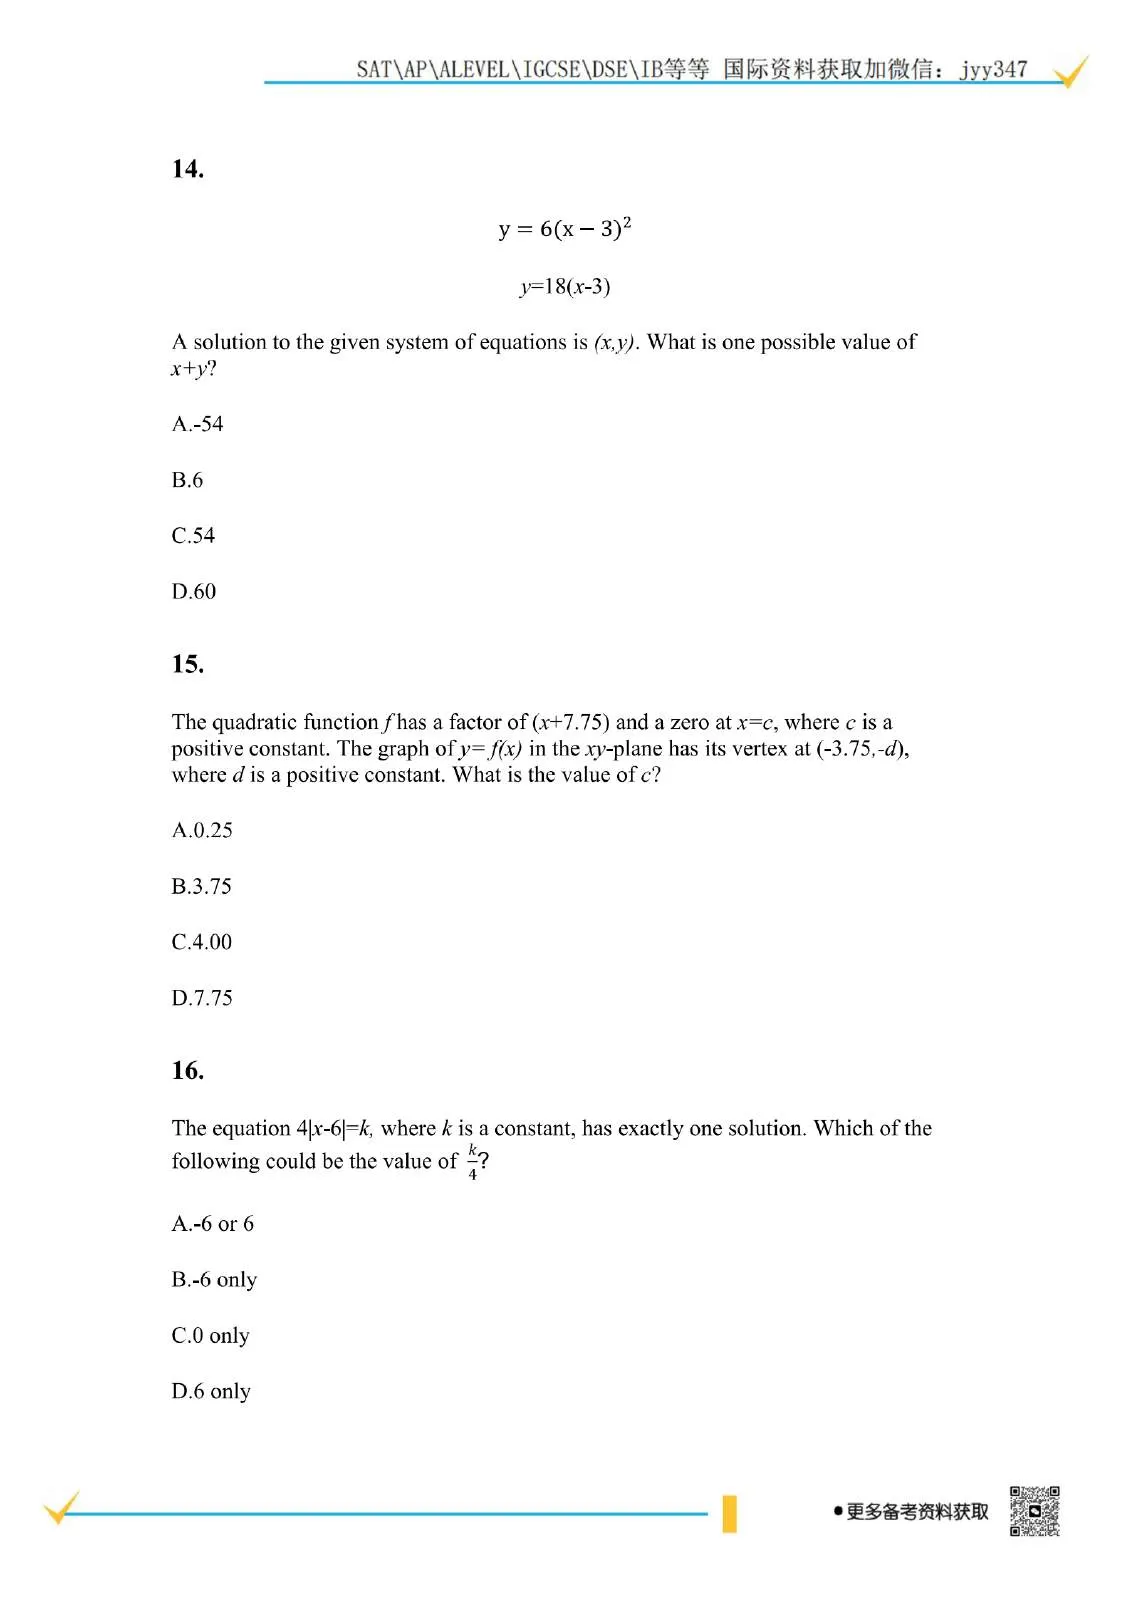 SAT\AP\ALEVEL\IGCSE\DSE\IB等等 国际资料获取加微信：jyy347
14.
y = 6(x − 3)²
y=18(x-3)
A solution to the given system of equations is (x,y). What is one possible value of
x+y?
A.-54
B.6
C.54
D.60
15.
The quadratic function f has a factor of (x+7.75) and a zero at x=c, where c is a
positive constant. The graph of y= f(x) in the xy-plane has its vertex at (-3.75,-d),
where d is a positive constant. What is the value of c?
A.0.25
B.3.75
C.4.00
D.7.75
16.
The equation 4|x-6|=k, where k is a constant, has exactly one solution. Which of the
following could be the value of k/4?
A.-6 or 6
B.-6 only
C.0 only
D.6 only
•更多备考资料获取